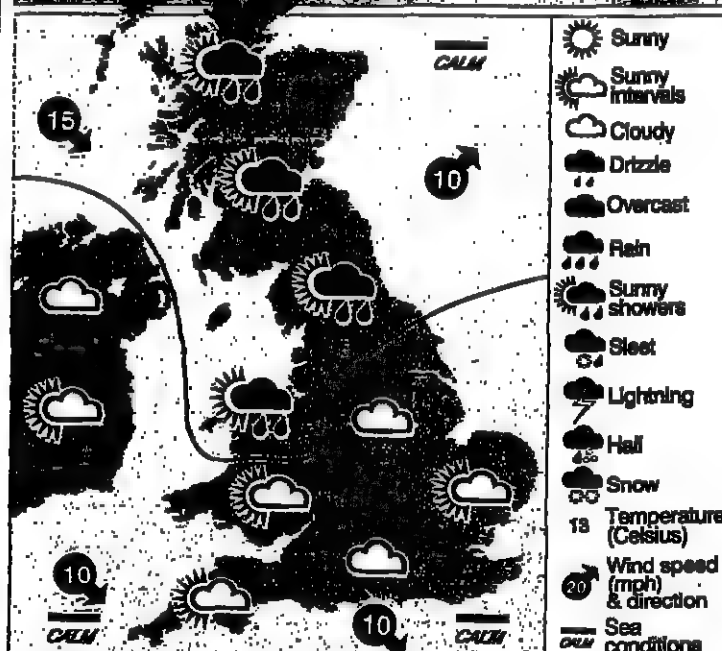 CALM
15
10
10
10
CALM
CALM
Sunny
Sunny
intervals
Cloudy
Drizzle
Overcast
Rain
Sunny
showers
Sleet
Lightning
Hail
Snow
13 Temperature
(Celsius)
20 Wind speed
(mph)
& direction
CALM Sea
conditions